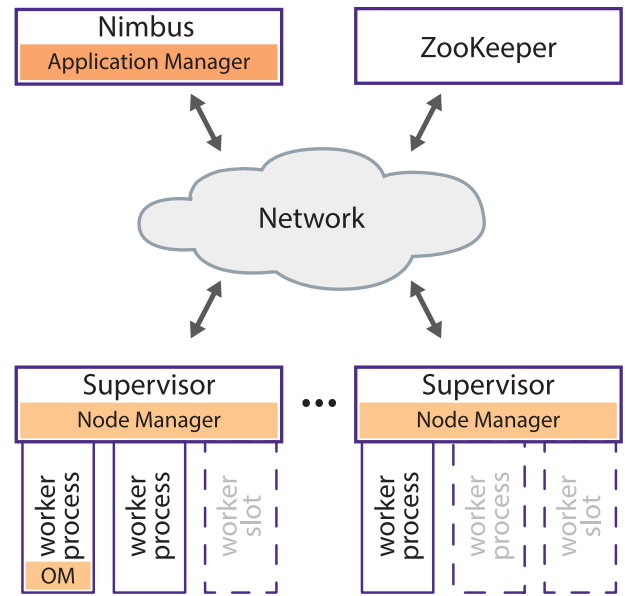 Nimbus
Application Manager
ZooKeeper
Network
Supervisor
Node Manager
...
Supervisor
Node Manager
worker
process
OM
worker
process
worker
slot
worker
process
worker
process
worker
slot